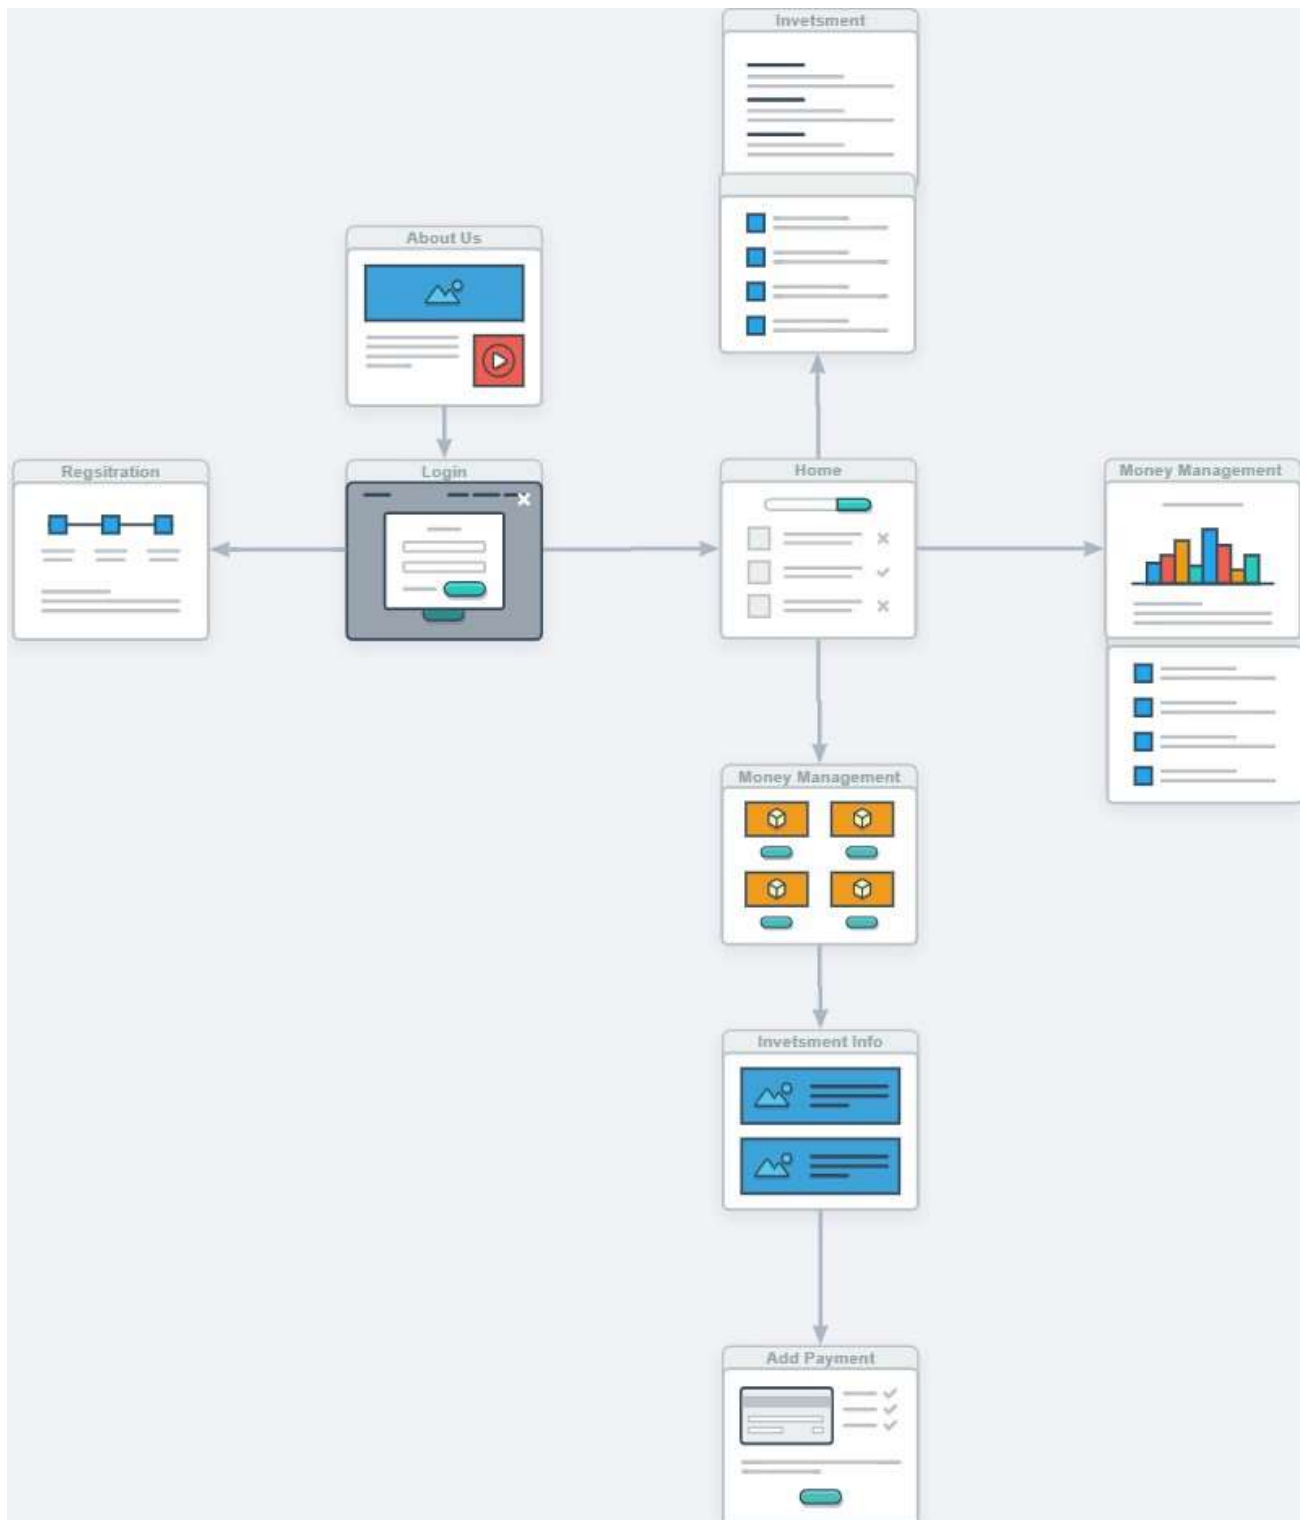 Invetsment
About Us
Regsitration
Login
Home
Money Management
Money Management
Invetsment Info
Add Payment